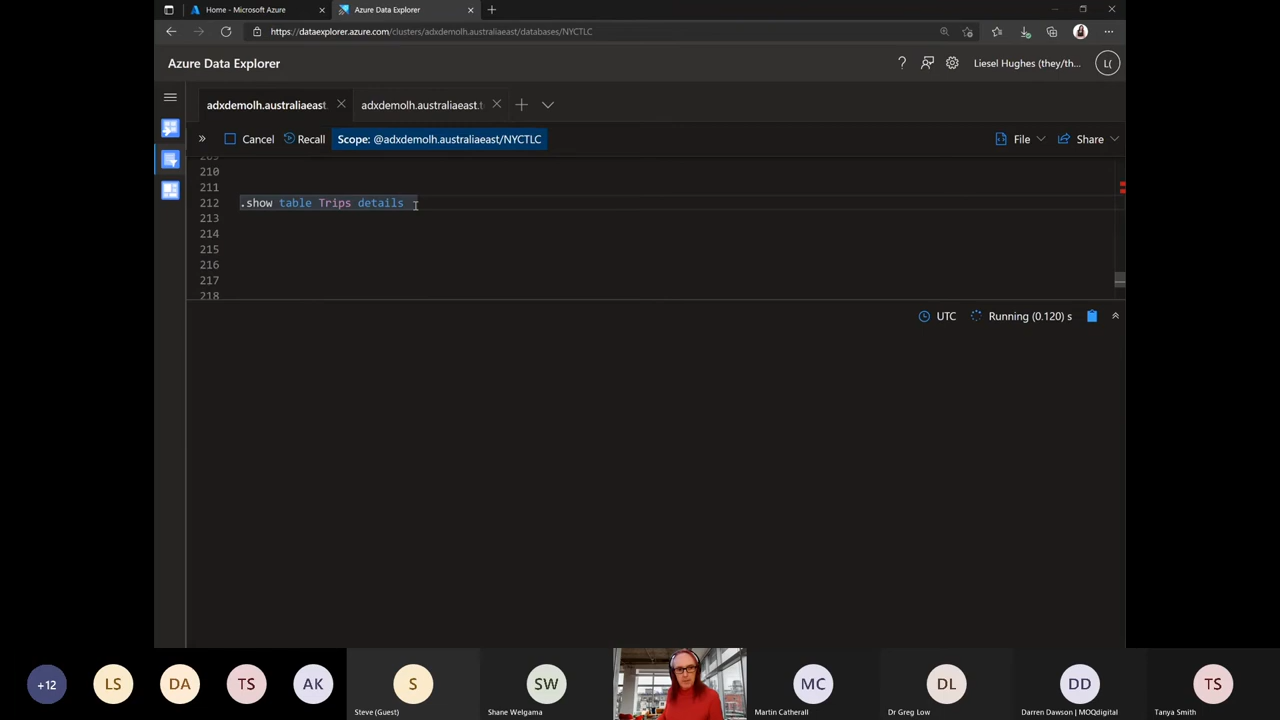 Home - Microsoft Azure
Azure Data Explorer
https://dataexplorer.azure.com/clusters/adxdemolh.australiaeast/databases/NYCTLC
Azure Data Explorer
Liesel Hughes (they/th...
L(
adxdemolh.australiaeast.
adxdemolh.australiaeast.t
Cancel
Recall
Scope: @adxdemolh.australiaeast/NYCTLC
File
Share
209
210
211
212 .show table Trips details
213
214
215
216
217
218
UTC
Running (0.120) s
+12
LS
DA
TS
AK
S
SW
MC
DL
DD
TS
Steve (Guest)
Shane Welgama
Martin Catherall
Dr Greg Low
Darren Dawson | MOQdigital
Tanya Smith